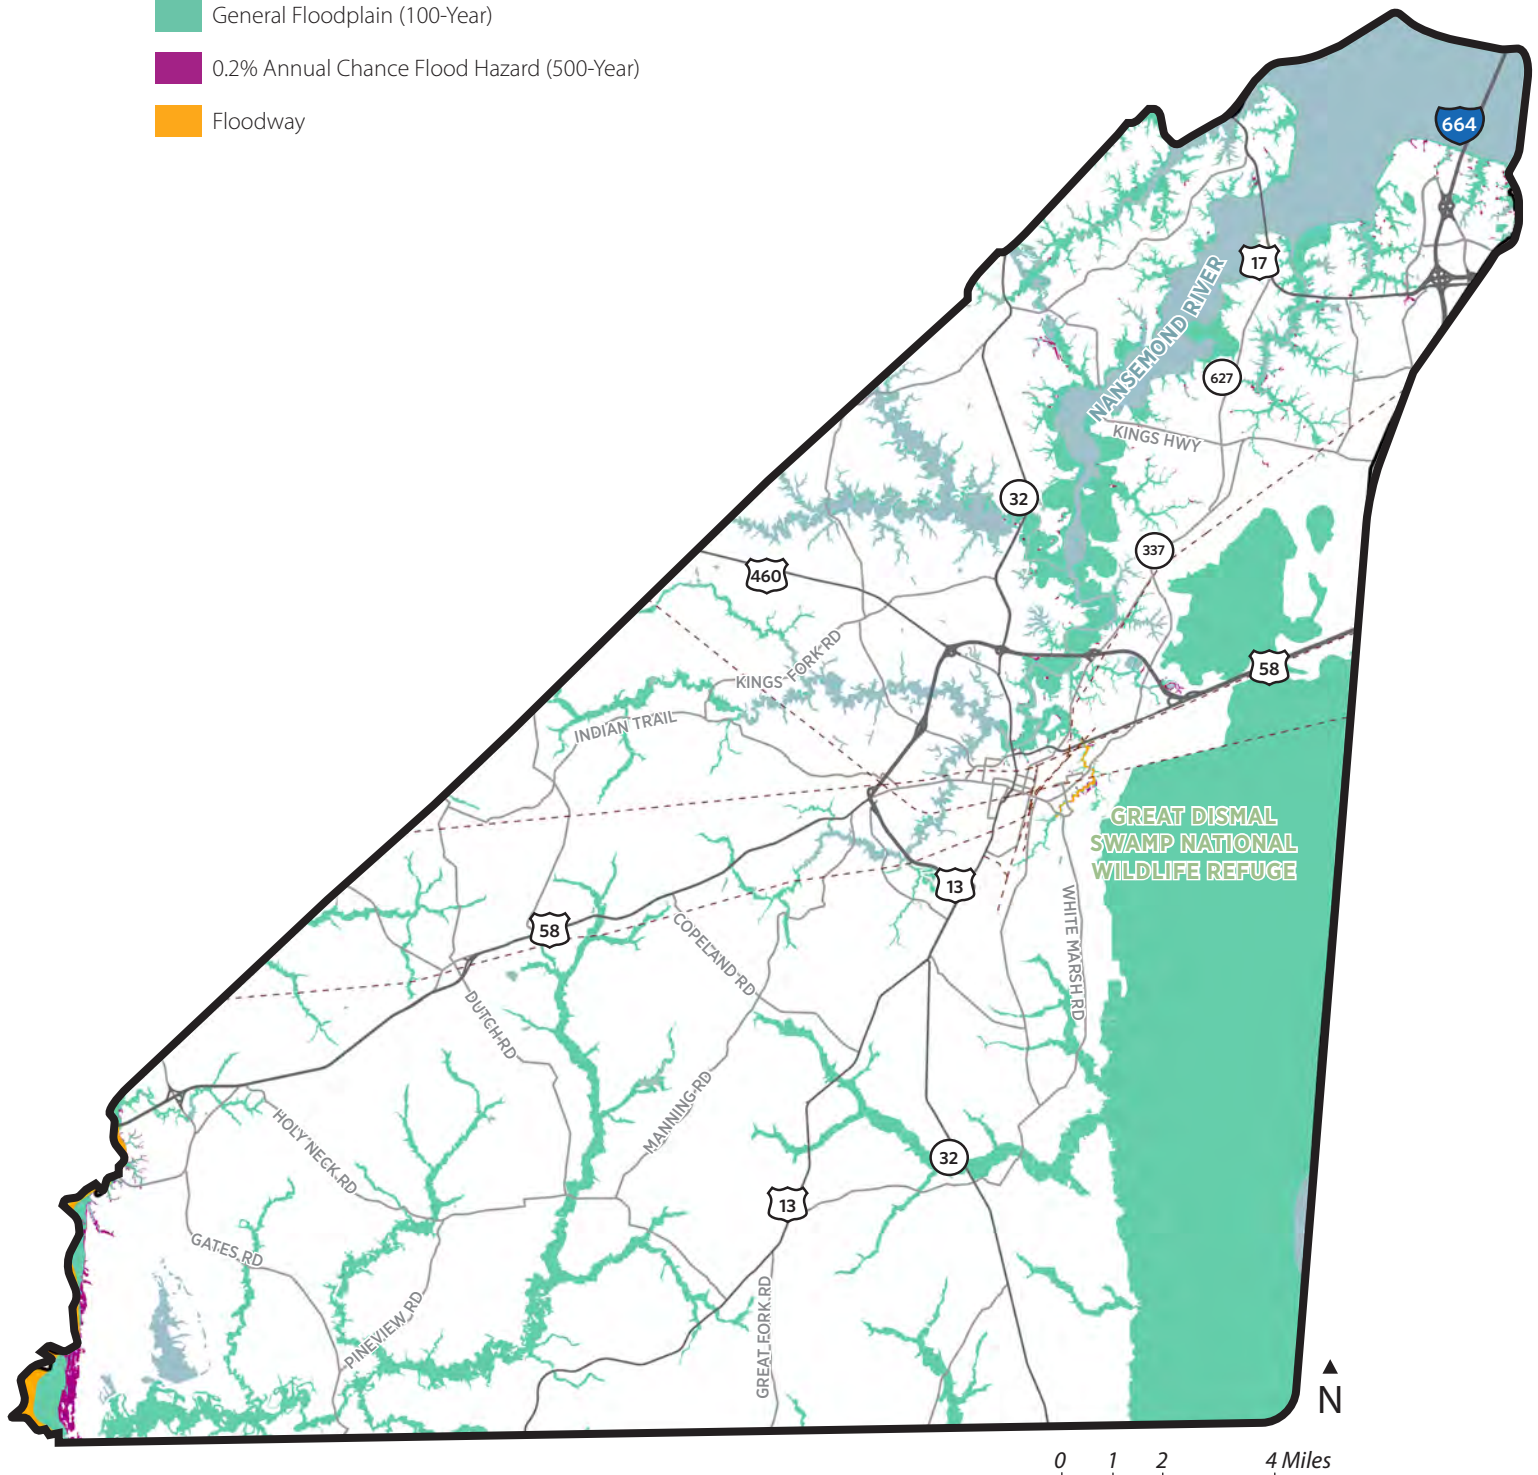 General Floodplain (100-Year)
0.2% Annual Chance Flood Hazard (500-Year)
Floodway
664
17
NANSEMOND RIVER
627
KINGS HWY
32
337
460
58
KINGS FORK RD
INDIAN TRAIL
GREAT DISMAL
SWAMP NATIONAL
WILDLIFE REFUGE
13
58
WHITE MARSH RD
COPELAND RD
DUTCH RD
MANNING RD
HOLY NECK RD
32
13
GATES RD
PINEVIEW RD
GREAT FORK RD
N
0 1 2 4 Miles